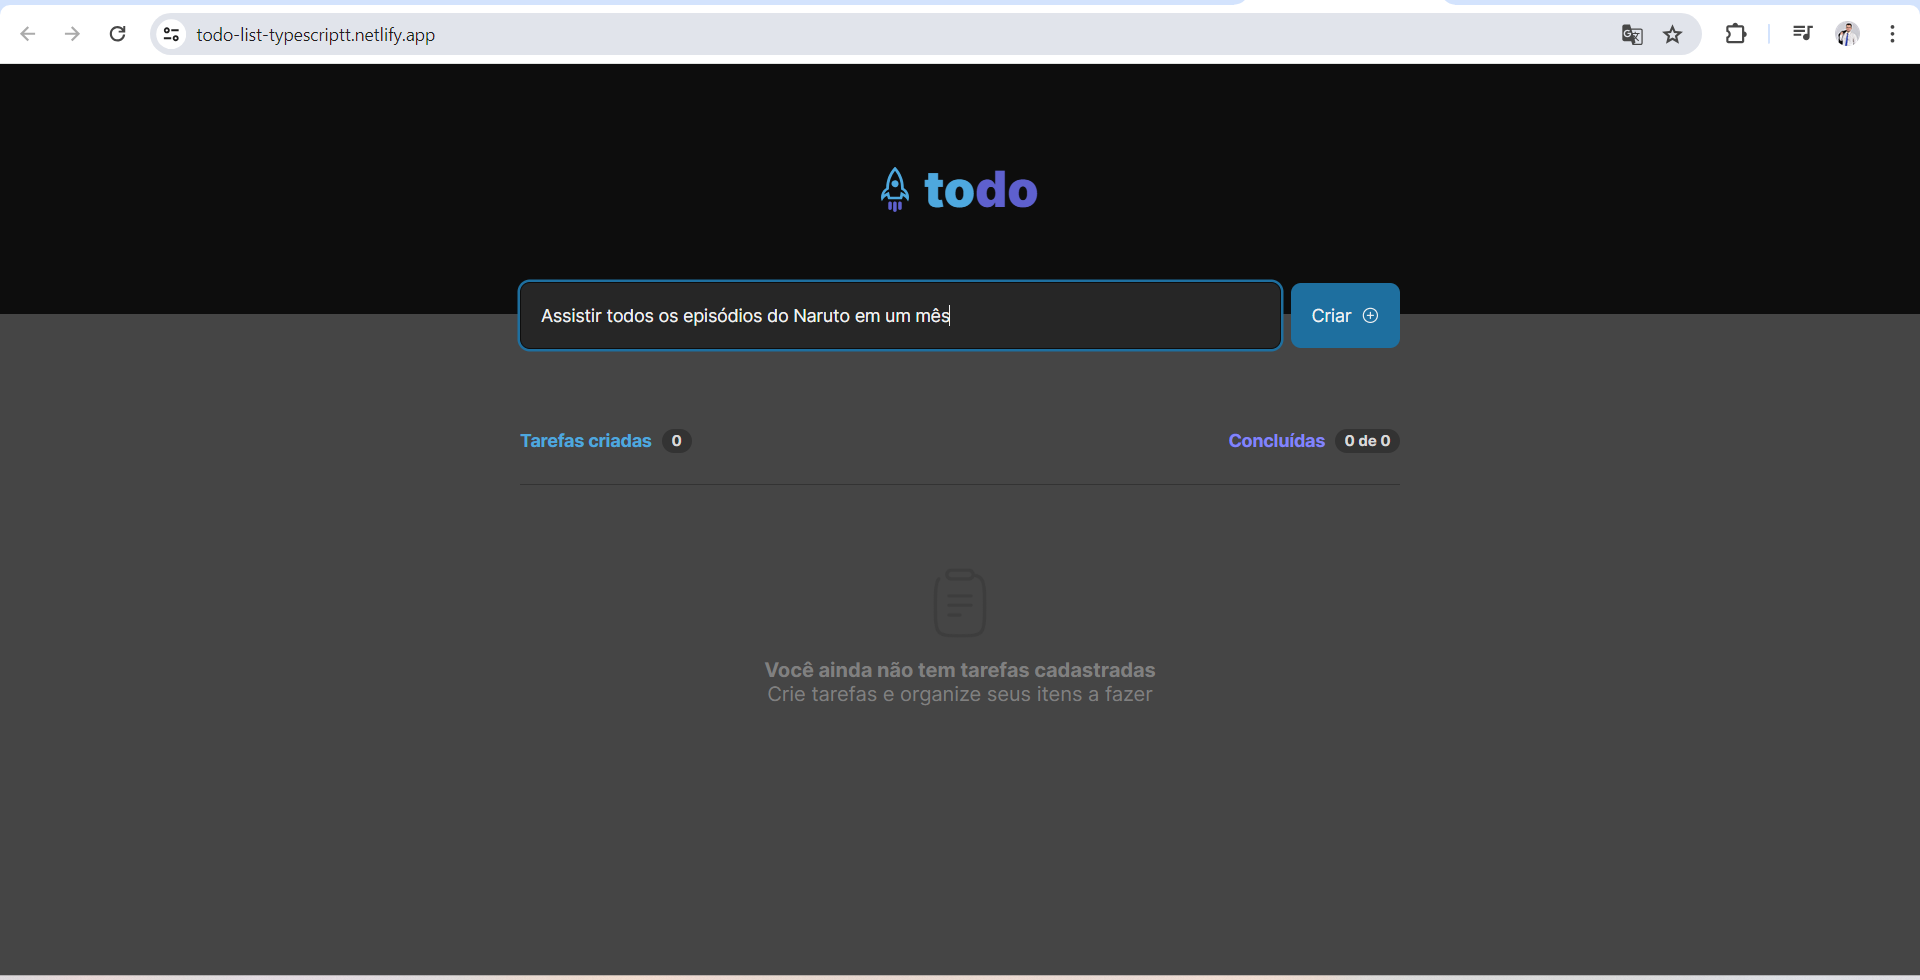 todo-list-typescriptt.netlify.app
todo
Assistir todos os episódios do Naruto em um mês
Criar
Tarefas criadas 0
Concluídas 0 de 0
Você ainda não tem tarefas cadastradas
Crie tarefas e organize seus itens a fazer